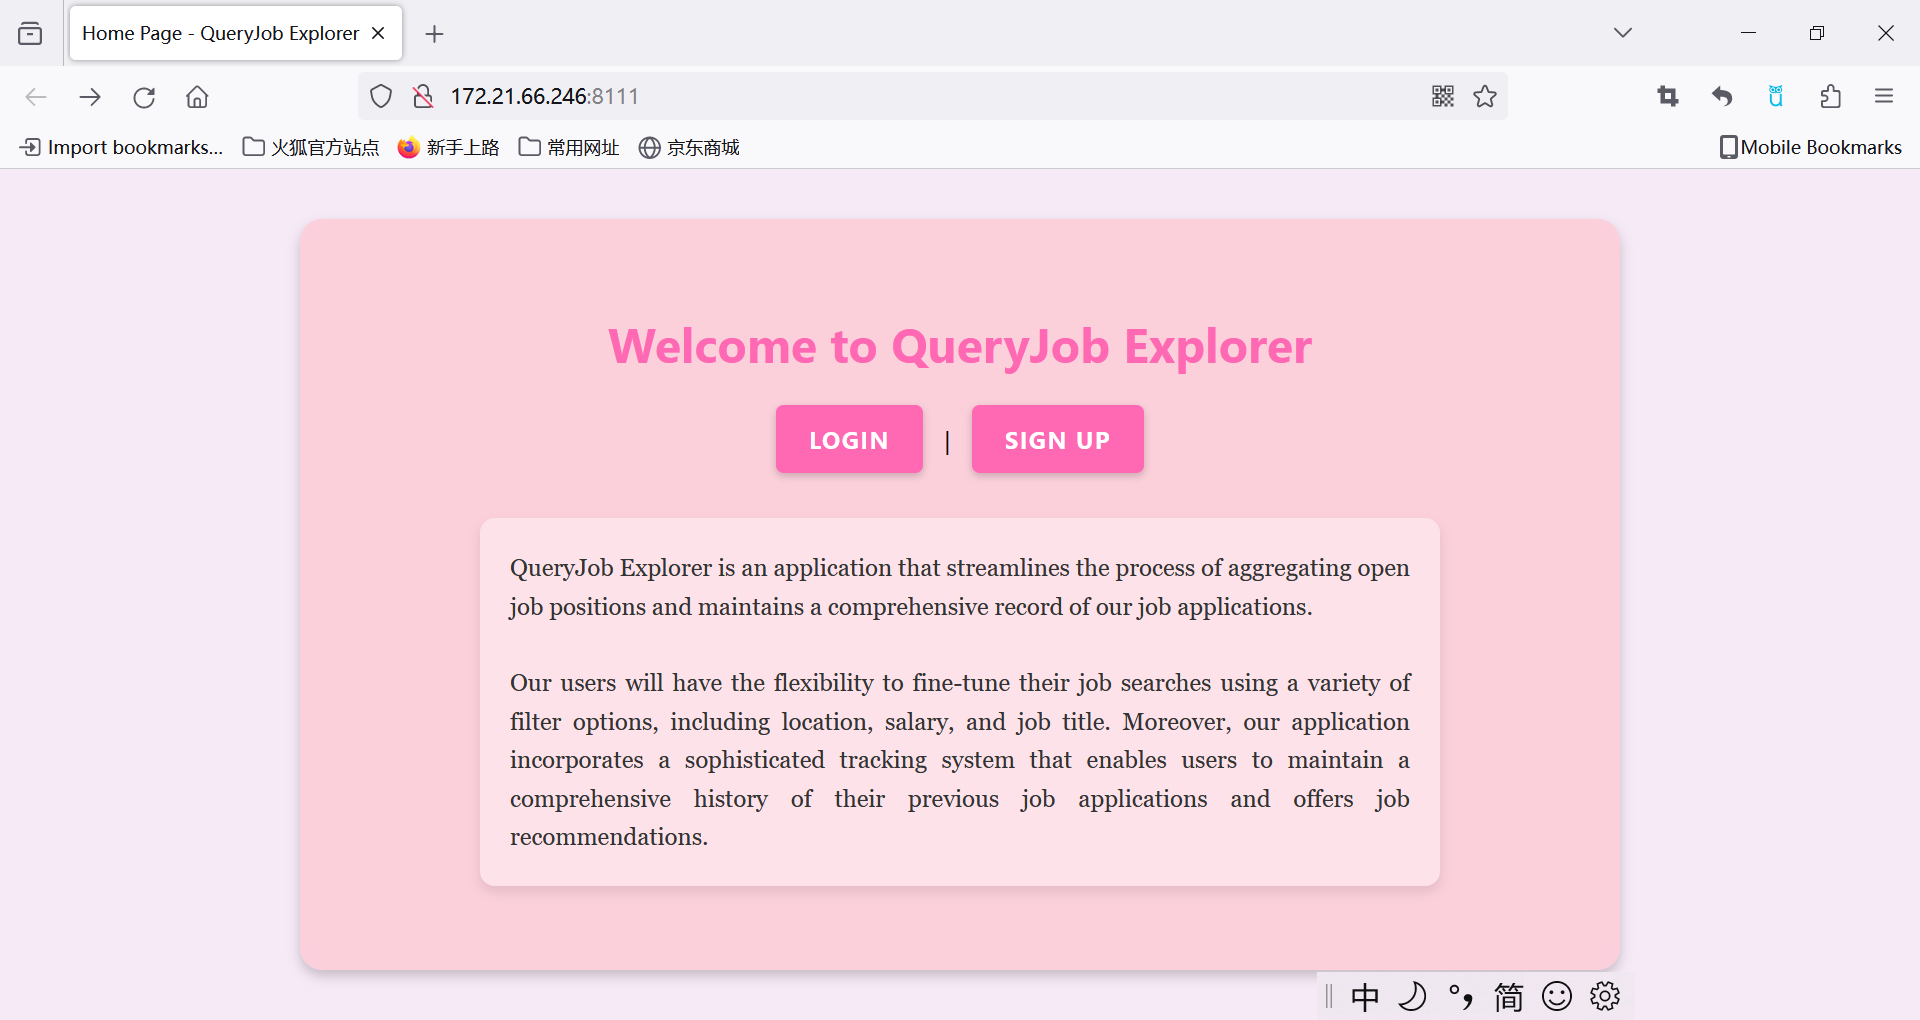 Home Page - QueryJob Explorer
172.21.66.246:8111
Import bookmarks... 火狐官方站点 新手上路 常用网址 京东商城 Mobile Bookmarks
Welcome to QueryJob Explorer
LOGIN | SIGN UP
QueryJob Explorer is an application that streamlines the process of aggregating open
job positions and maintains a comprehensive record of our job applications.
Our users will have the flexibility to fine-tune their job searches using a variety of
filter options, including location, salary, and job title. Moreover, our application
incorporates a sophisticated tracking system that enables users to maintain a
comprehensive history of their previous job applications and offers job
recommendations.
中 °, 简